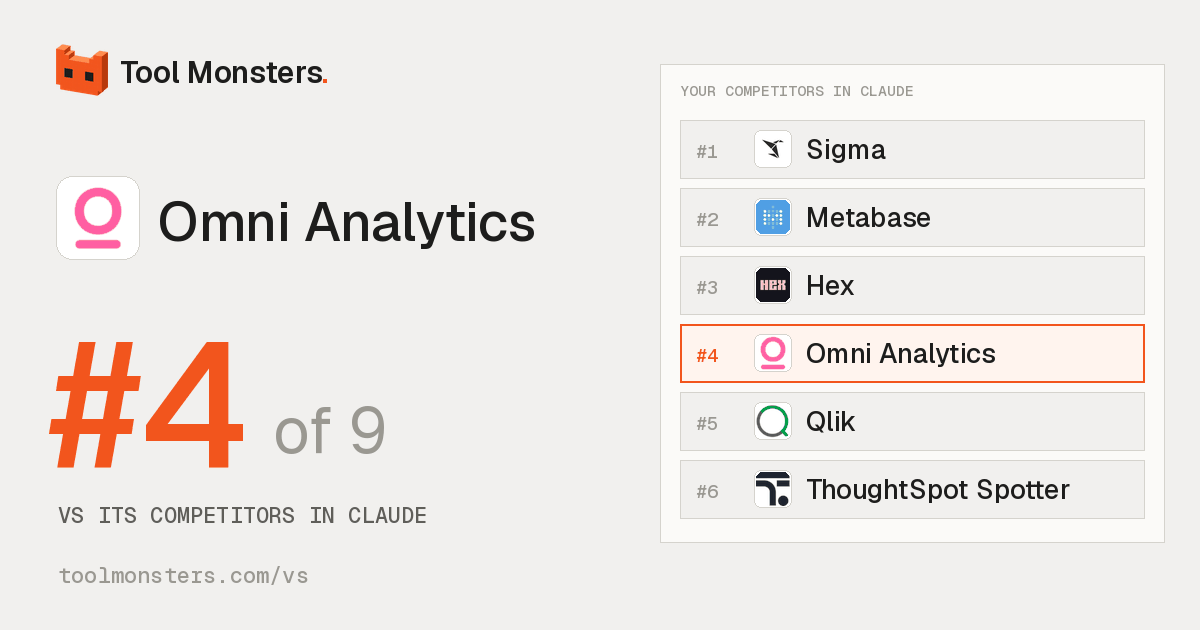 Tool Monsters.
Omni Analytics
#4 of 9
VS ITS COMPETITORS IN CLAUDE
toolmonsters.com/vs
YOUR COMPETITORS IN CLAUDE
#1 Sigma
#2 Metabase
#3 HEX Hex
#4 Omni Analytics
#5 Qlik
#6 ThoughtSpot Spotter